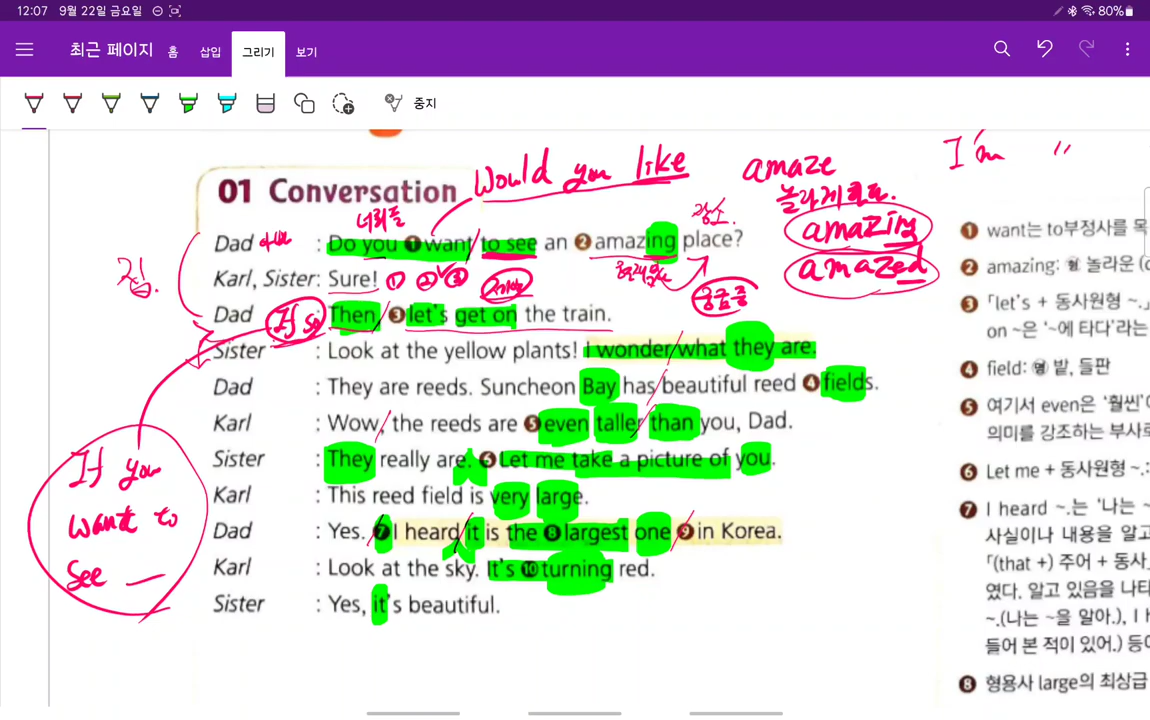 12:07 9월 22일 금요일 80%
최근 페이지 홈 삽입 그리기 보기
중지
I'm "
Would you like
amaze
놀라게 한다.
amazing
amazed
01 Conversation
너희들
장소.
Dad : Do you ❶ want to see an ❷ amazing place?
Karl, Sister : Sure! ① ② ③
궁금증
집.
If so
Dad : Then, ❸ let's get on the train.
Sister : Look at the yellow plants! I wonder what they are.
Dad : They are reeds. Suncheon Bay has beautiful reed ❹ fields.
Karl : Wow, the reeds are ❺ even taller than you, Dad.
Sister : They really are. ❻ Let me take a picture of you.
Karl : This reed field is very large.
Dad : Yes. ❼ I heard it is the ❽ largest one ❾ in Korea.
Karl : Look at the sky. It's ❿ turning red.
Sister : Yes, it's beautiful.
If you
want to
see
❶ want는 to부정사를 목
❷ amazing: 형 놀라운 (
❸ 「let's + 동사원형 ~.」
on ~은 '~에 타다'라는
❹ field: 명 밭, 들판
❺ 여기서 even은 '훨씬'
의미를 강조하는 부사로
❻ Let me + 동사원형 ~.:
❼ I heard ~.는 '나는 ~
사실이나 내용을 알고
「(that +) 주어 + 동사
였다. 알고 있음을 나타
~.(나는 ~을 알아.), I h
들어 본 적이 있어.) 등
❽ 형용사 large의 최상급